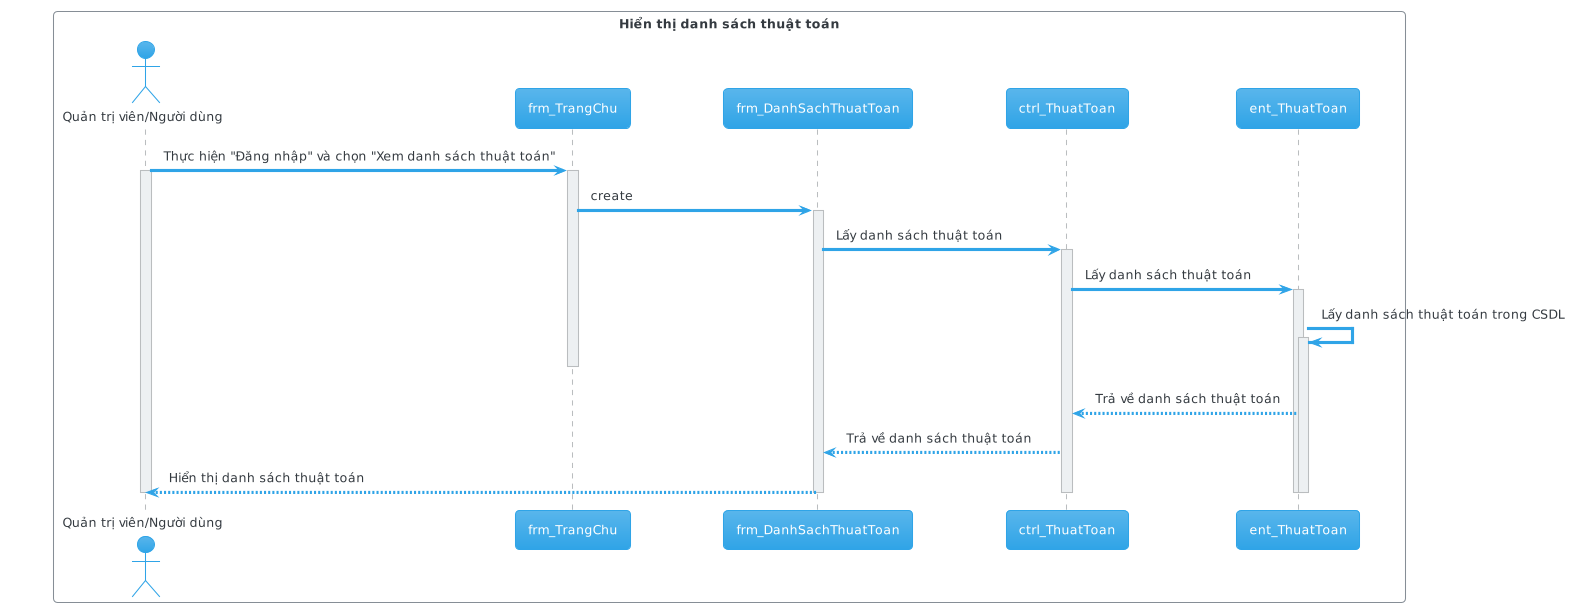 Hiển thị danh sách thuật toán
Quản trị viên/Người dùng
frm_TrangChu
frm_DanhSachThuatToan
ctrl_ThuatToan
ent_ThuatToan
Thực hiện "Đăng nhập" và chọn "Xem danh sách thuật toán"
create
Lấy danh sách thuật toán
Lấy danh sách thuật toán
Lấy danh sách thuật toán trong CSDL
Trả về danh sách thuật toán
Trả về danh sách thuật toán
Hiển thị danh sách thuật toán
Quản trị viên/Người dùng
frm_TrangChu
frm_DanhSachThuatToan
ctrl_ThuatToan
ent_ThuatToan